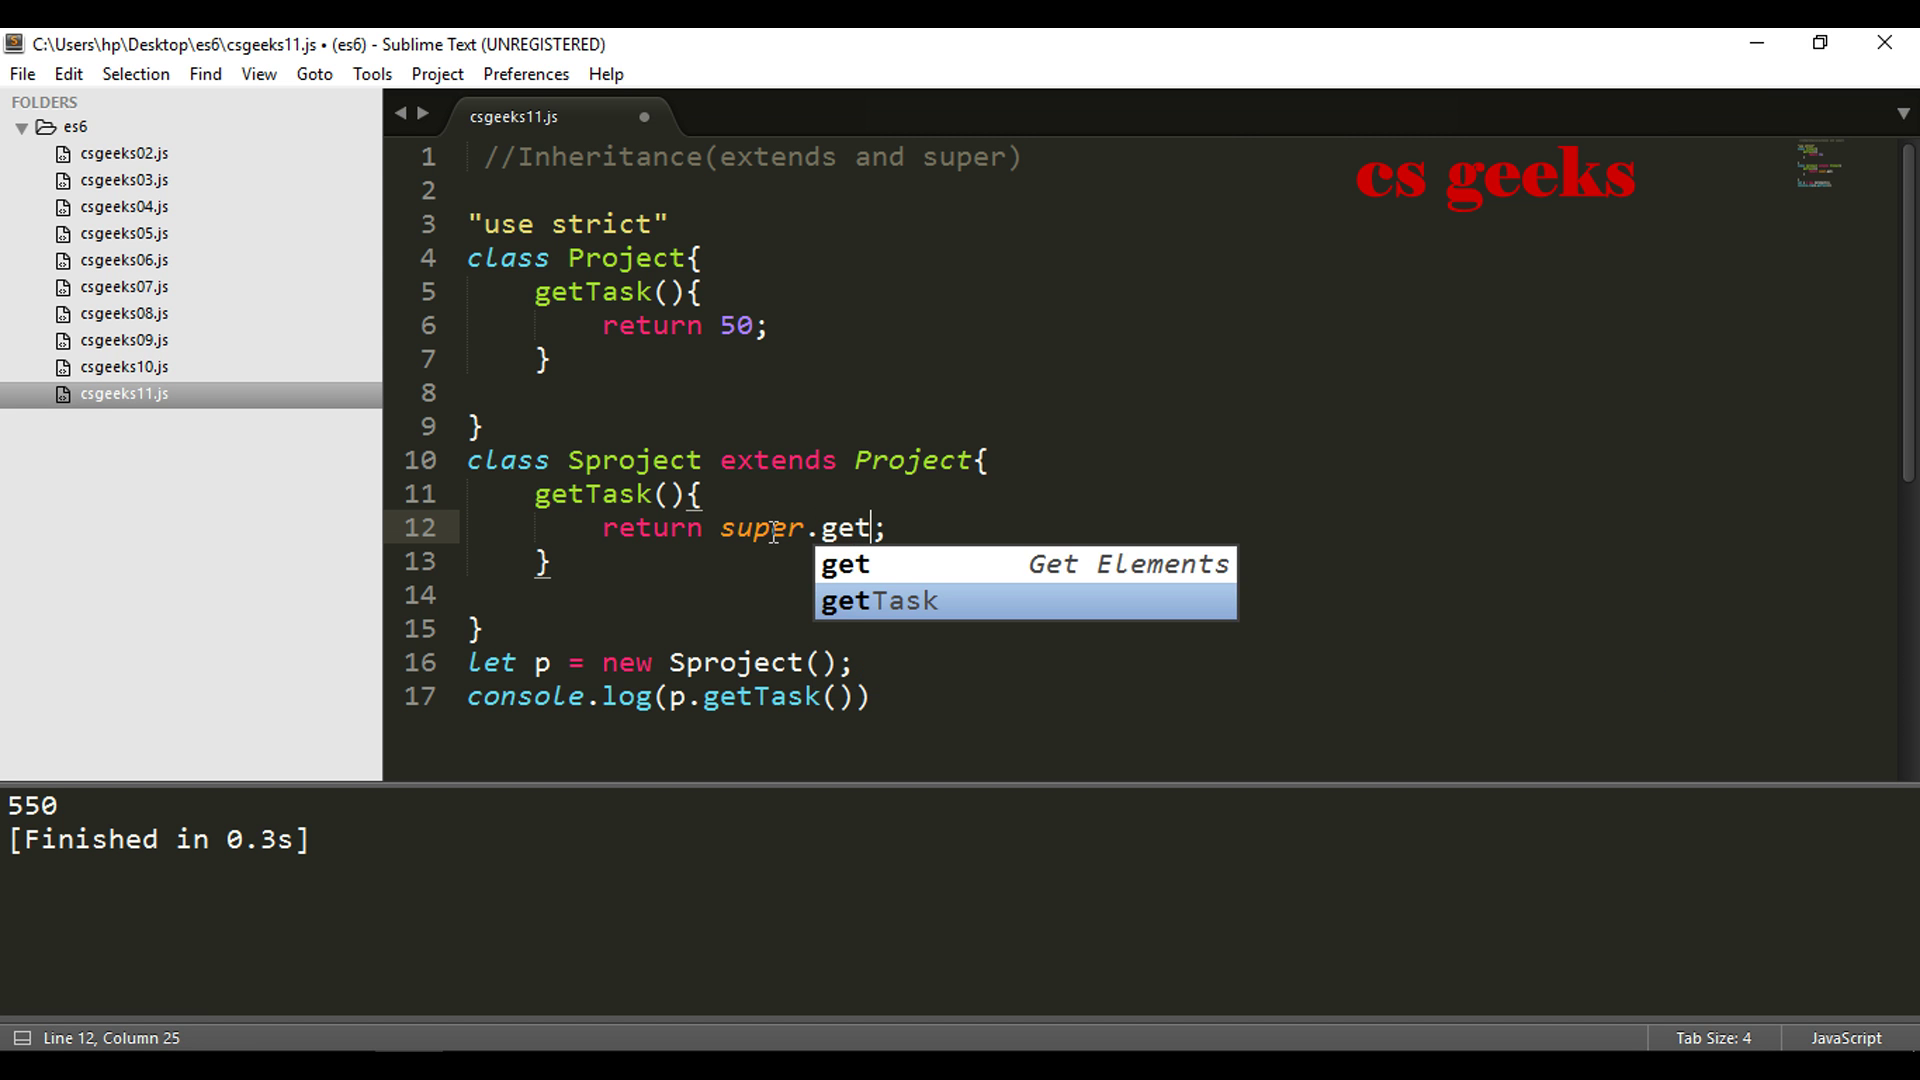 C:\Users\hp\Desktop\es6\csgeeks11.js • (es6) - Sublime Text (UNREGISTERED)
File Edit Selection Find View Goto Tools Project Preferences Help
FOLDERS
es6
csgeeks02.js
csgeeks03.js
csgeeks04.js
csgeeks05.js
csgeeks06.js
csgeeks07.js
csgeeks08.js
csgeeks09.js
csgeeks10.js
csgeeks11.js
csgeeks11.js
cs geeks
1 //Inheritance(extends and super)
2
3 "use strict"
4 class Project{
5 getTask(){
6 return 50;
7 }
8
9 }
10 class Sproject extends Project{
11 getTask(){
12 return super.get;
13 }
14
15 }
16 let p = new Sproject();
17 console.log(p.getTask())
get Get Elements
getTask
550
[Finished in 0.3s]
Line 12, Column 25
Tab Size: 4
JavaScript